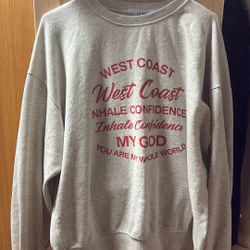 WEST COAST
West Coast
NHALE CONFIDENCE
Inhale Confidence
MY GOD
YOU ARE MY WHOLE WORLD